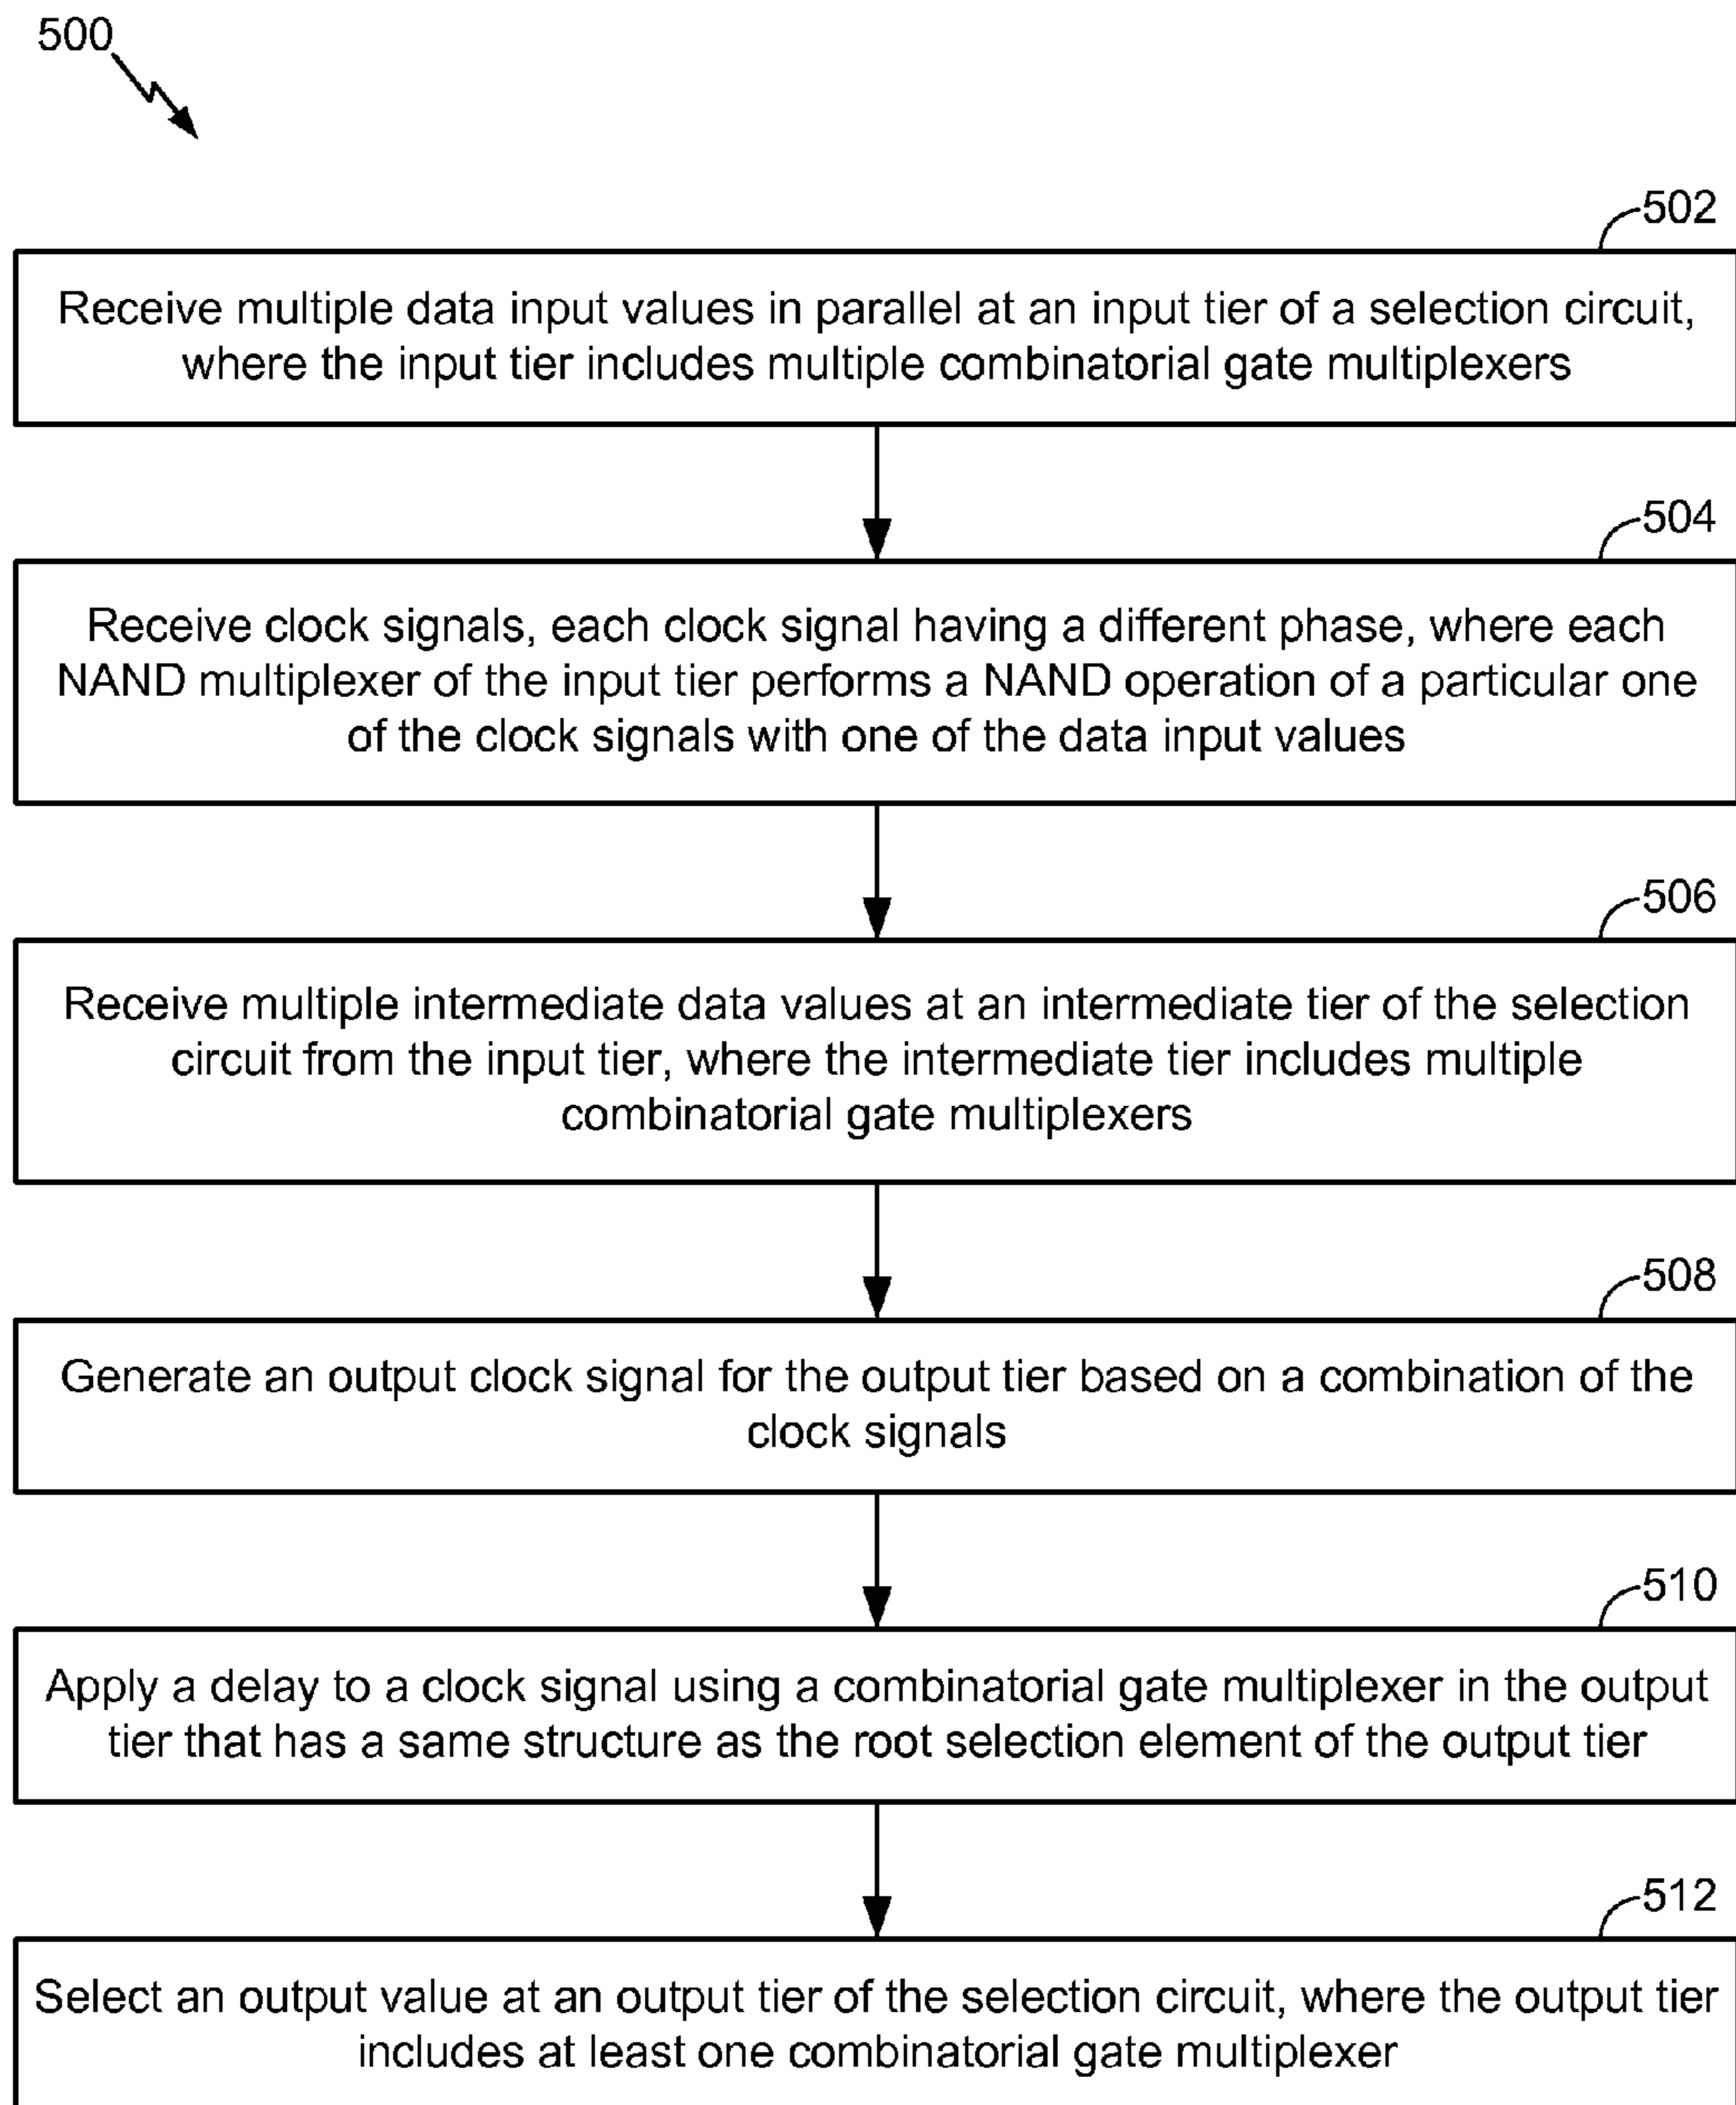 500
502
Receive multiple data input values in parallel at an input tier of a selection circuit,
where the input tier includes multiple combinatorial gate multiplexers
504
Receive clock signals, each clock signal having a different phase, where each
NAND multiplexer of the input tier performs a NAND operation of a particular one
of the clock signals with one of the data input values
506
Receive multiple intermediate data values at an intermediate tier of the selection
circuit from the input tier, where the intermediate tier includes multiple
combinatorial gate multiplexers
508
Generate an output clock signal for the output tier based on a combination of the
clock signals
510
Apply a delay to a clock signal using a combinatorial gate multiplexer in the output
tier that has a same structure as the root selection element of the output tier
512
Select an output value at an output tier of the selection circuit, where the output tier
includes at least one combinatorial gate multiplexer